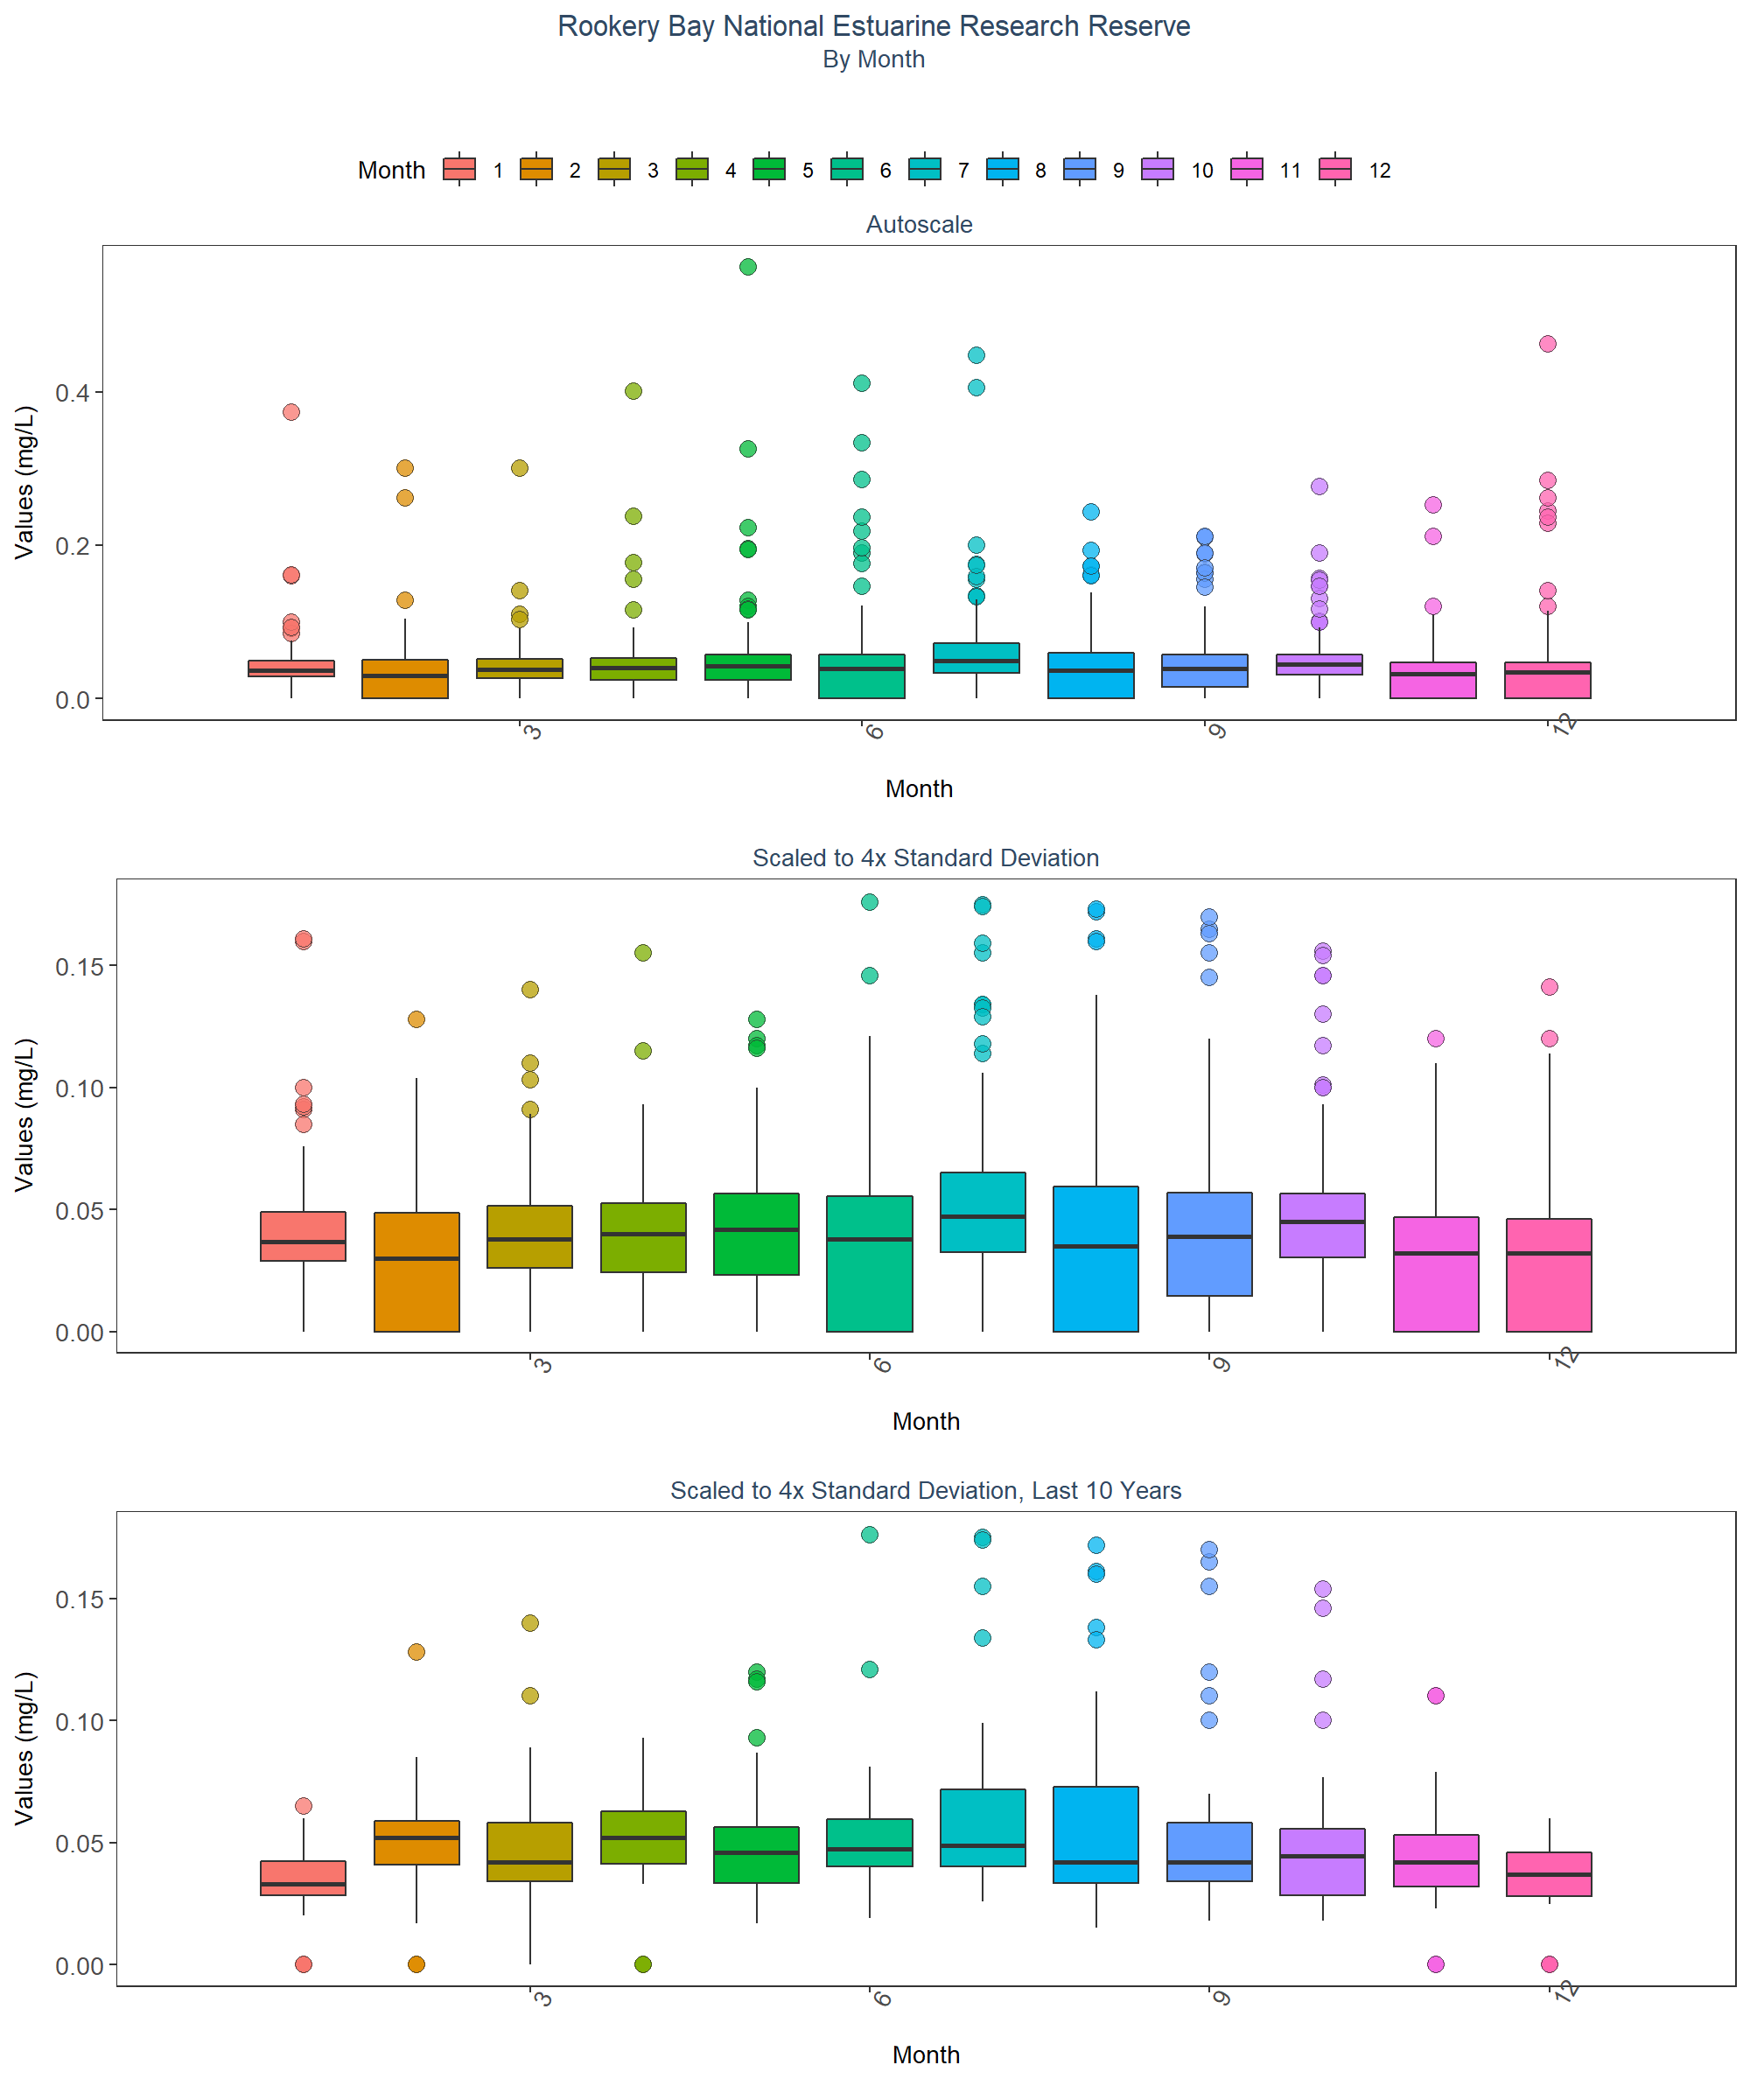 Rookery Bay National Estuarine Research Reserve
By Month
Month 1 2 3 4 5 6 7 8 9 10 11 12
Autoscale
Values (mg/L)
0.4
0.2
0.0
3 6 9 12
Month
Scaled to 4x Standard Deviation
Values (mg/L)
0.15
0.10
0.05
0.00
3 6 9 12
Month
Scaled to 4x Standard Deviation, Last 10 Years
Values (mg/L)
0.15
0.10
0.05
0.00
3 6 9 12
Month